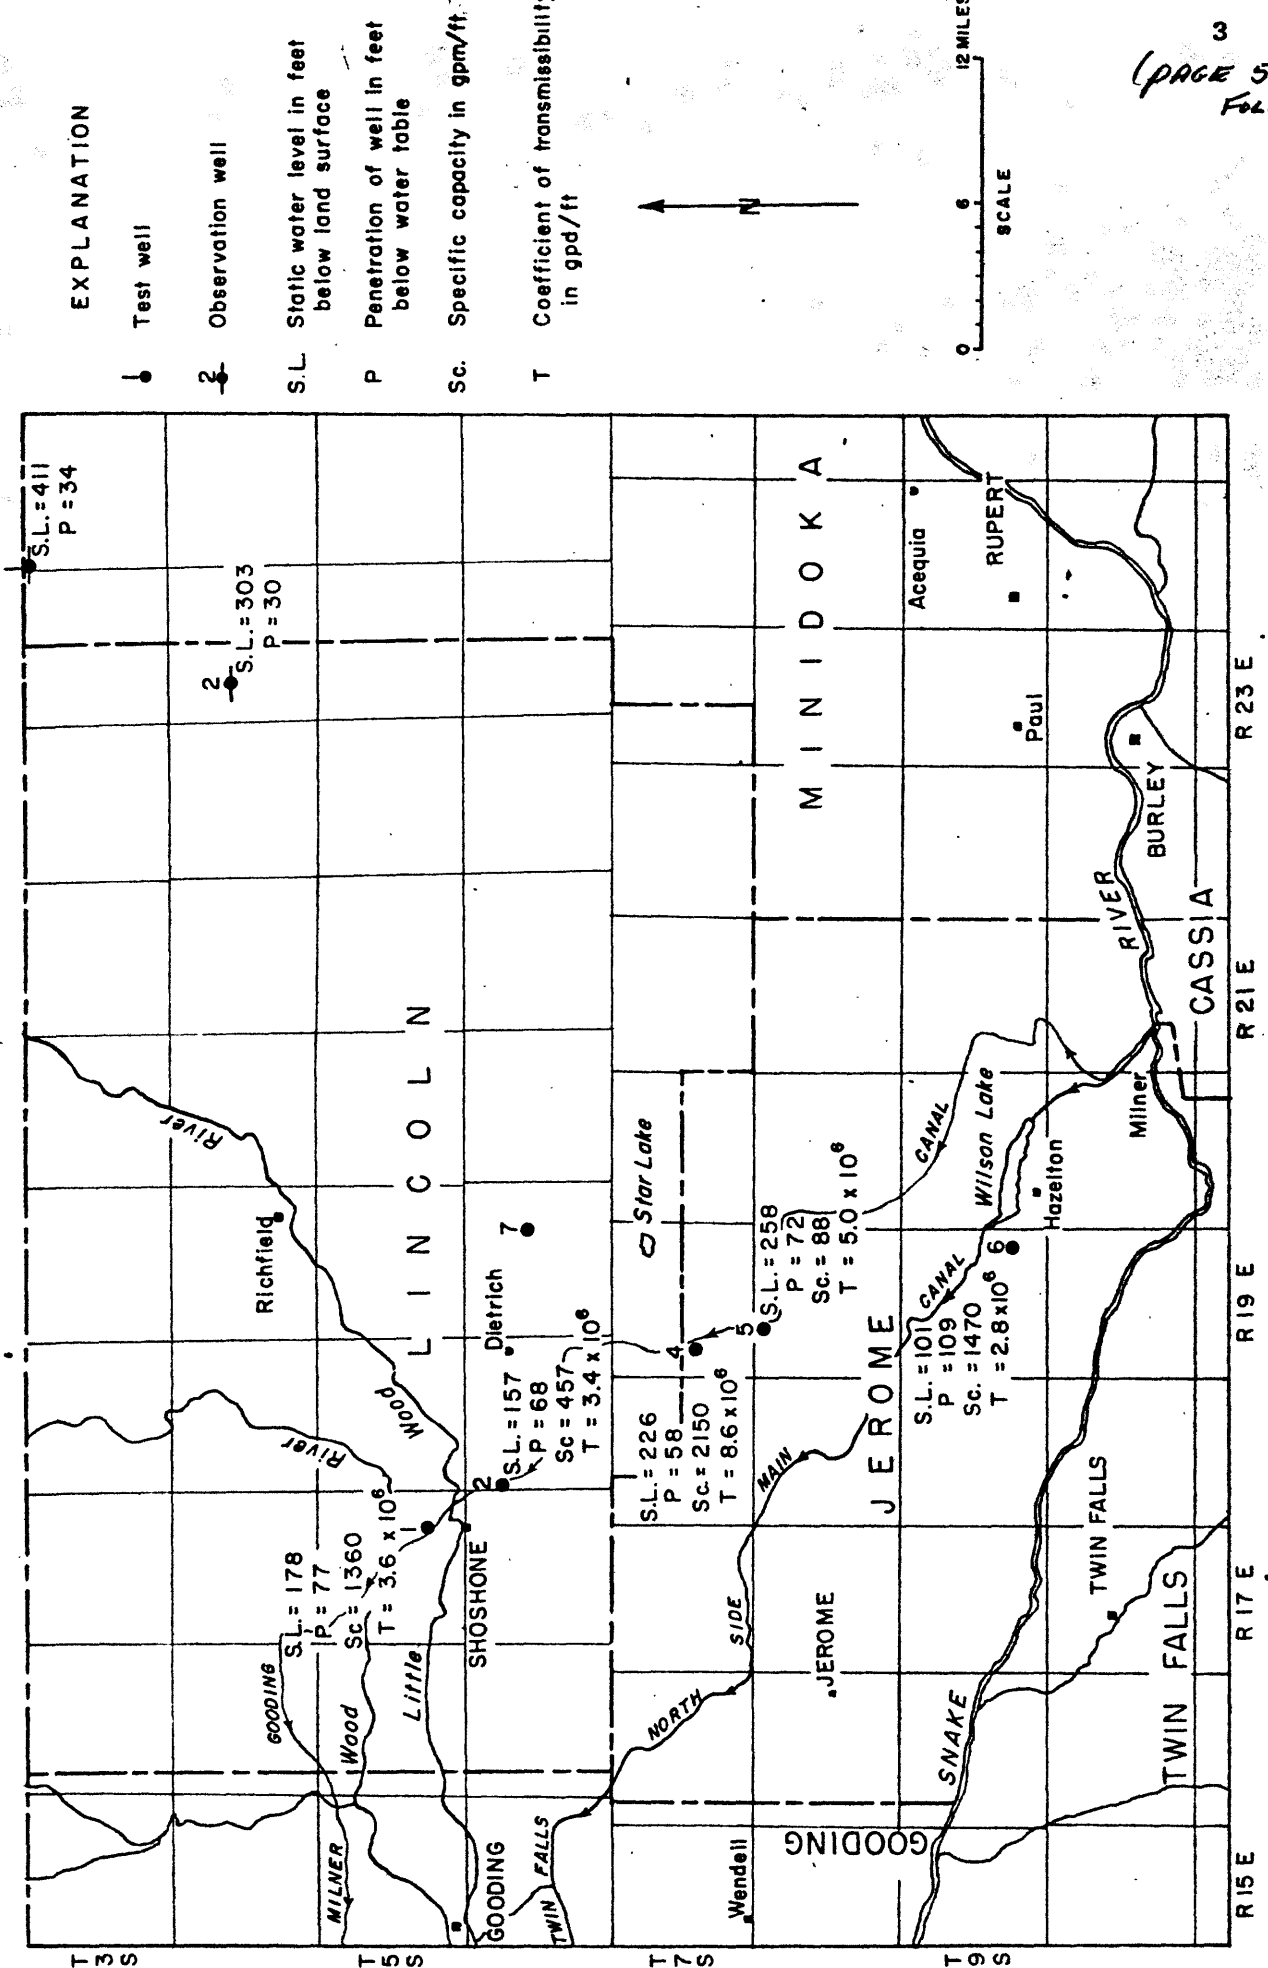 EXPLANATION
1 Test well
2 Observation well
S.L. Static water level in feet
below land surface
P Penetration of well in feet
below water table
Sc. Specific capacity in gpm/ft.
T Coefficient of transmissibility
in gpd/ft
N
0 6 12 MILES
SCALE
3
(PAGE 5
T 3 S
T 5 S
T 7 S
T 9 S
R 15 E
R 17 E
R 19 E
R 21 E
R 23 E
S.L. = 411
P = 34
2
S.L. = 303
P = 30
River
Richfield
LINCOLN
River
Wood
Dietrich
7
1
S.L. = 178
P = 77
Sc = 1360
T = 3.6 x 10⁶
2
S.L. = 157
P = 68
Sc = 457
T = 3.4 x 10⁶
SHOSHONE
GOODING
MILNER
Wood
Little
GOODING
TWIN FALLS
NORTH
SIDE
MAIN
CANAL
Star Lake
4
S.L. = 226
P = 58
Sc. = 2150
T = 8.6 x 10⁶
5
S.L. = 258
P = 72
Sc. = 88
T = 5.0 x 10⁶
6
S.L. = 101
P = 109
Sc. = 1470
T = 2.8 x 10⁶
CANAL
Wilson Lake
Hazelton
Milner
MINIDOKA
Acequia
RUPERT
Paul
BURLEY
RIVER
CASSIA
JEROME
JEROME
Wendell
GOODING
SNAKE
TWIN FALLS
TWIN FALLS